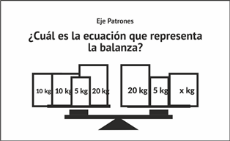 Eje Patrones
¿Cuál es la ecuación que representa
la balanza?
10 kg 10 kg 5 kg 20 kg 20 kg 5 kg x kg